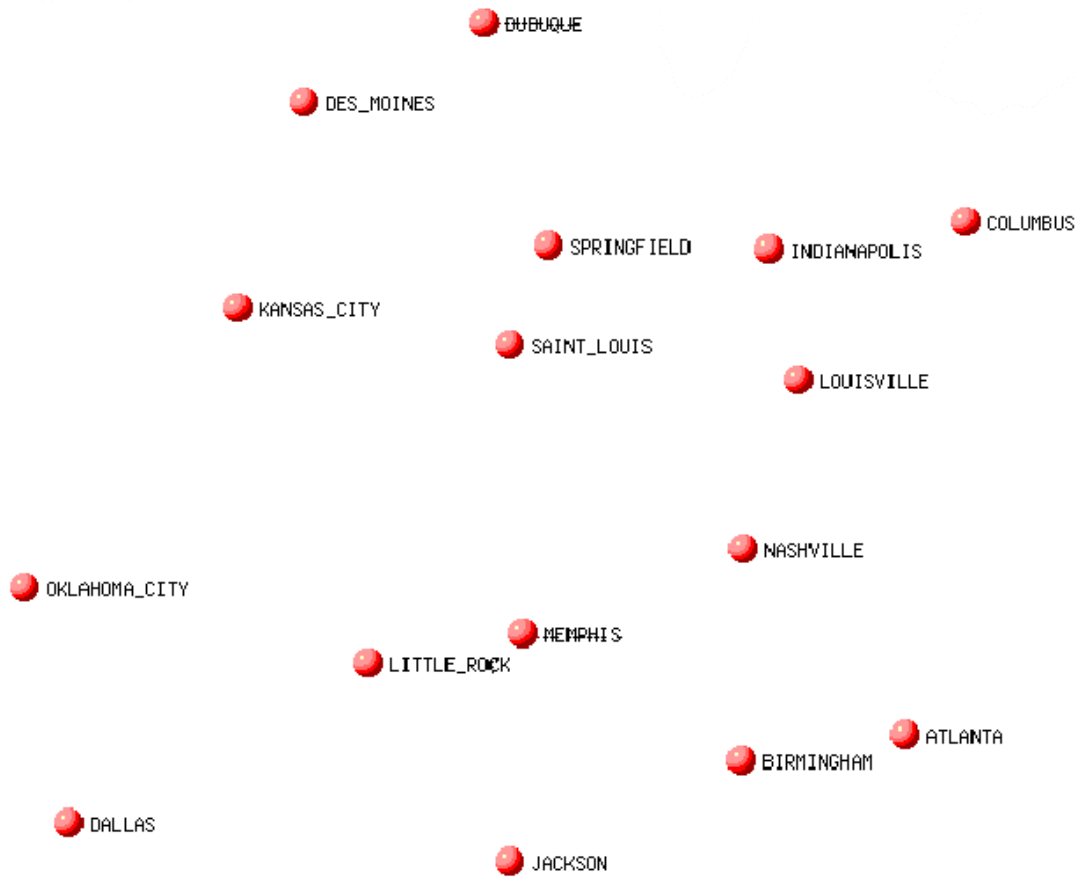 DUBUQUE
DES_MOINES
COLUMBUS
SPRINGFIELD
INDIANAPOLIS
KANSAS_CITY
SAINT_LOUIS
LOUISVILLE
NASHVILLE
OKLAHOMA_CITY
MEMPHIS
LITTLE_ROCK
ATLANTA
BIRMINGHAM
DALLAS
JACKSON